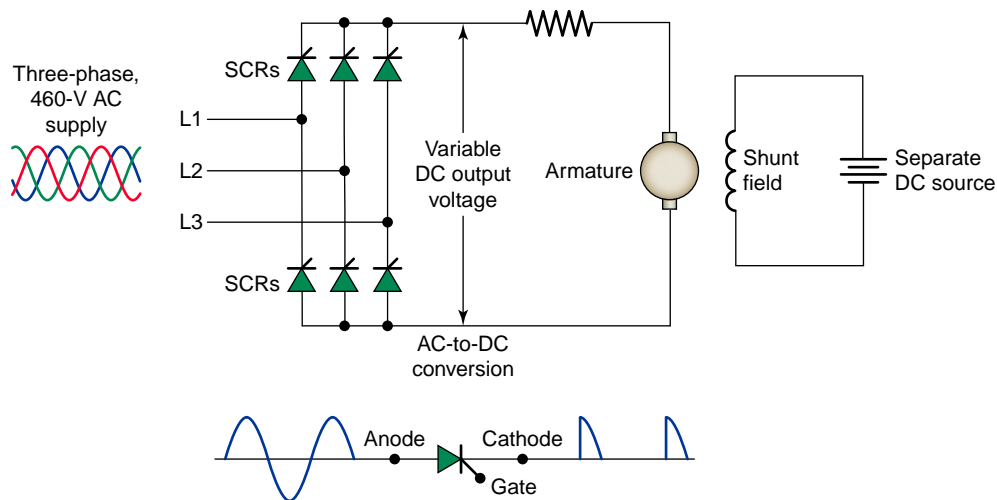 Three-phase,
460-V AC
supply
SCRs
L1
L2
L3
SCRs
Variable
DC output
voltage
AC-to-DC
conversion
Armature
Shunt
field
Separate
DC source
Anode
Cathode
Gate